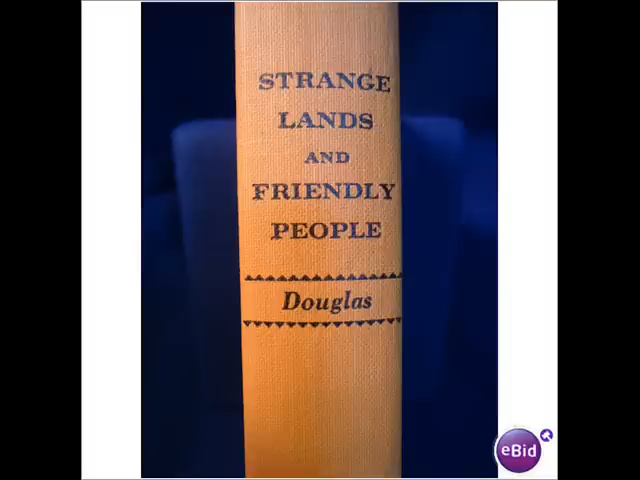 STRANGE
LANDS
AND
FRIENDLY
PEOPLE
Douglas
eBid